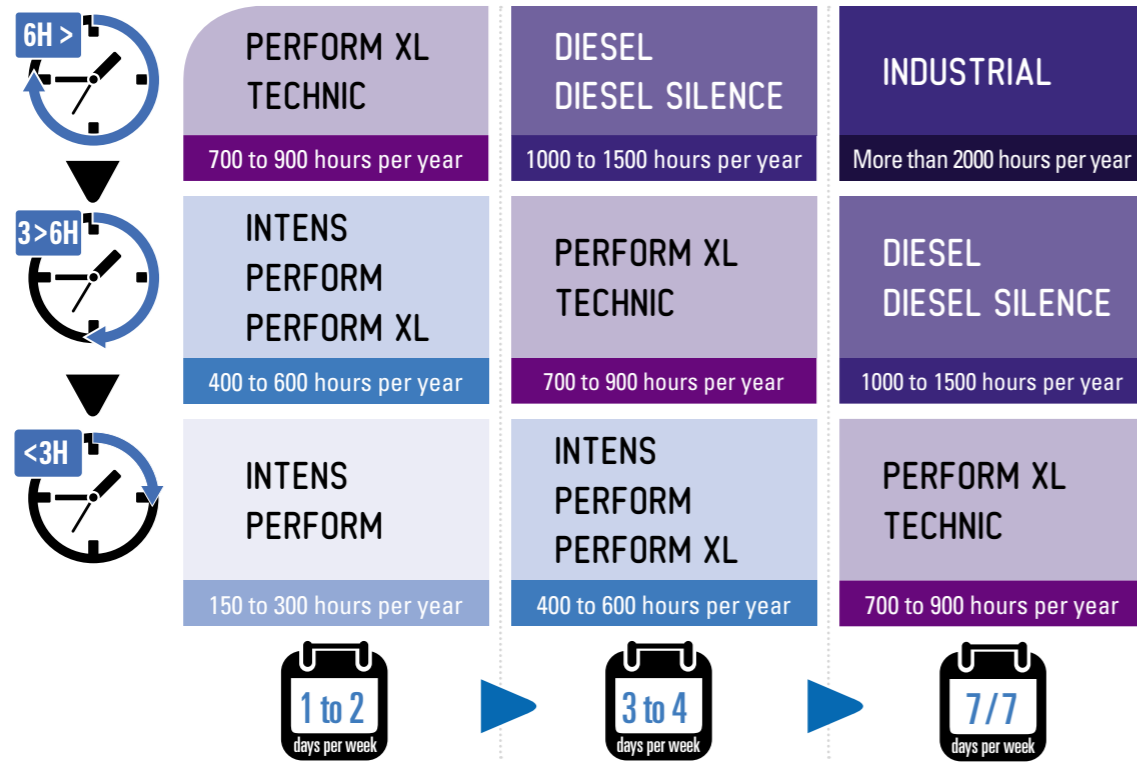 6H >
PERFORM XL
TECHNIC
700 to 900 hours per year
DIESEL
DIESEL SILENCE
1000 to 1500 hours per year
INDUSTRIAL
More than 2000 hours per year
3>6H
INTENS
PERFORM
PERFORM XL
400 to 600 hours per year
PERFORM XL
TECHNIC
700 to 900 hours per year
DIESEL
DIESEL SILENCE
1000 to 1500 hours per year
<3H
INTENS
PERFORM
150 to 300 hours per year
INTENS
PERFORM
PERFORM XL
400 to 600 hours per year
PERFORM XL
TECHNIC
700 to 900 hours per year
1 to 2
days per week
3 to 4
days per week
7/7
days per week